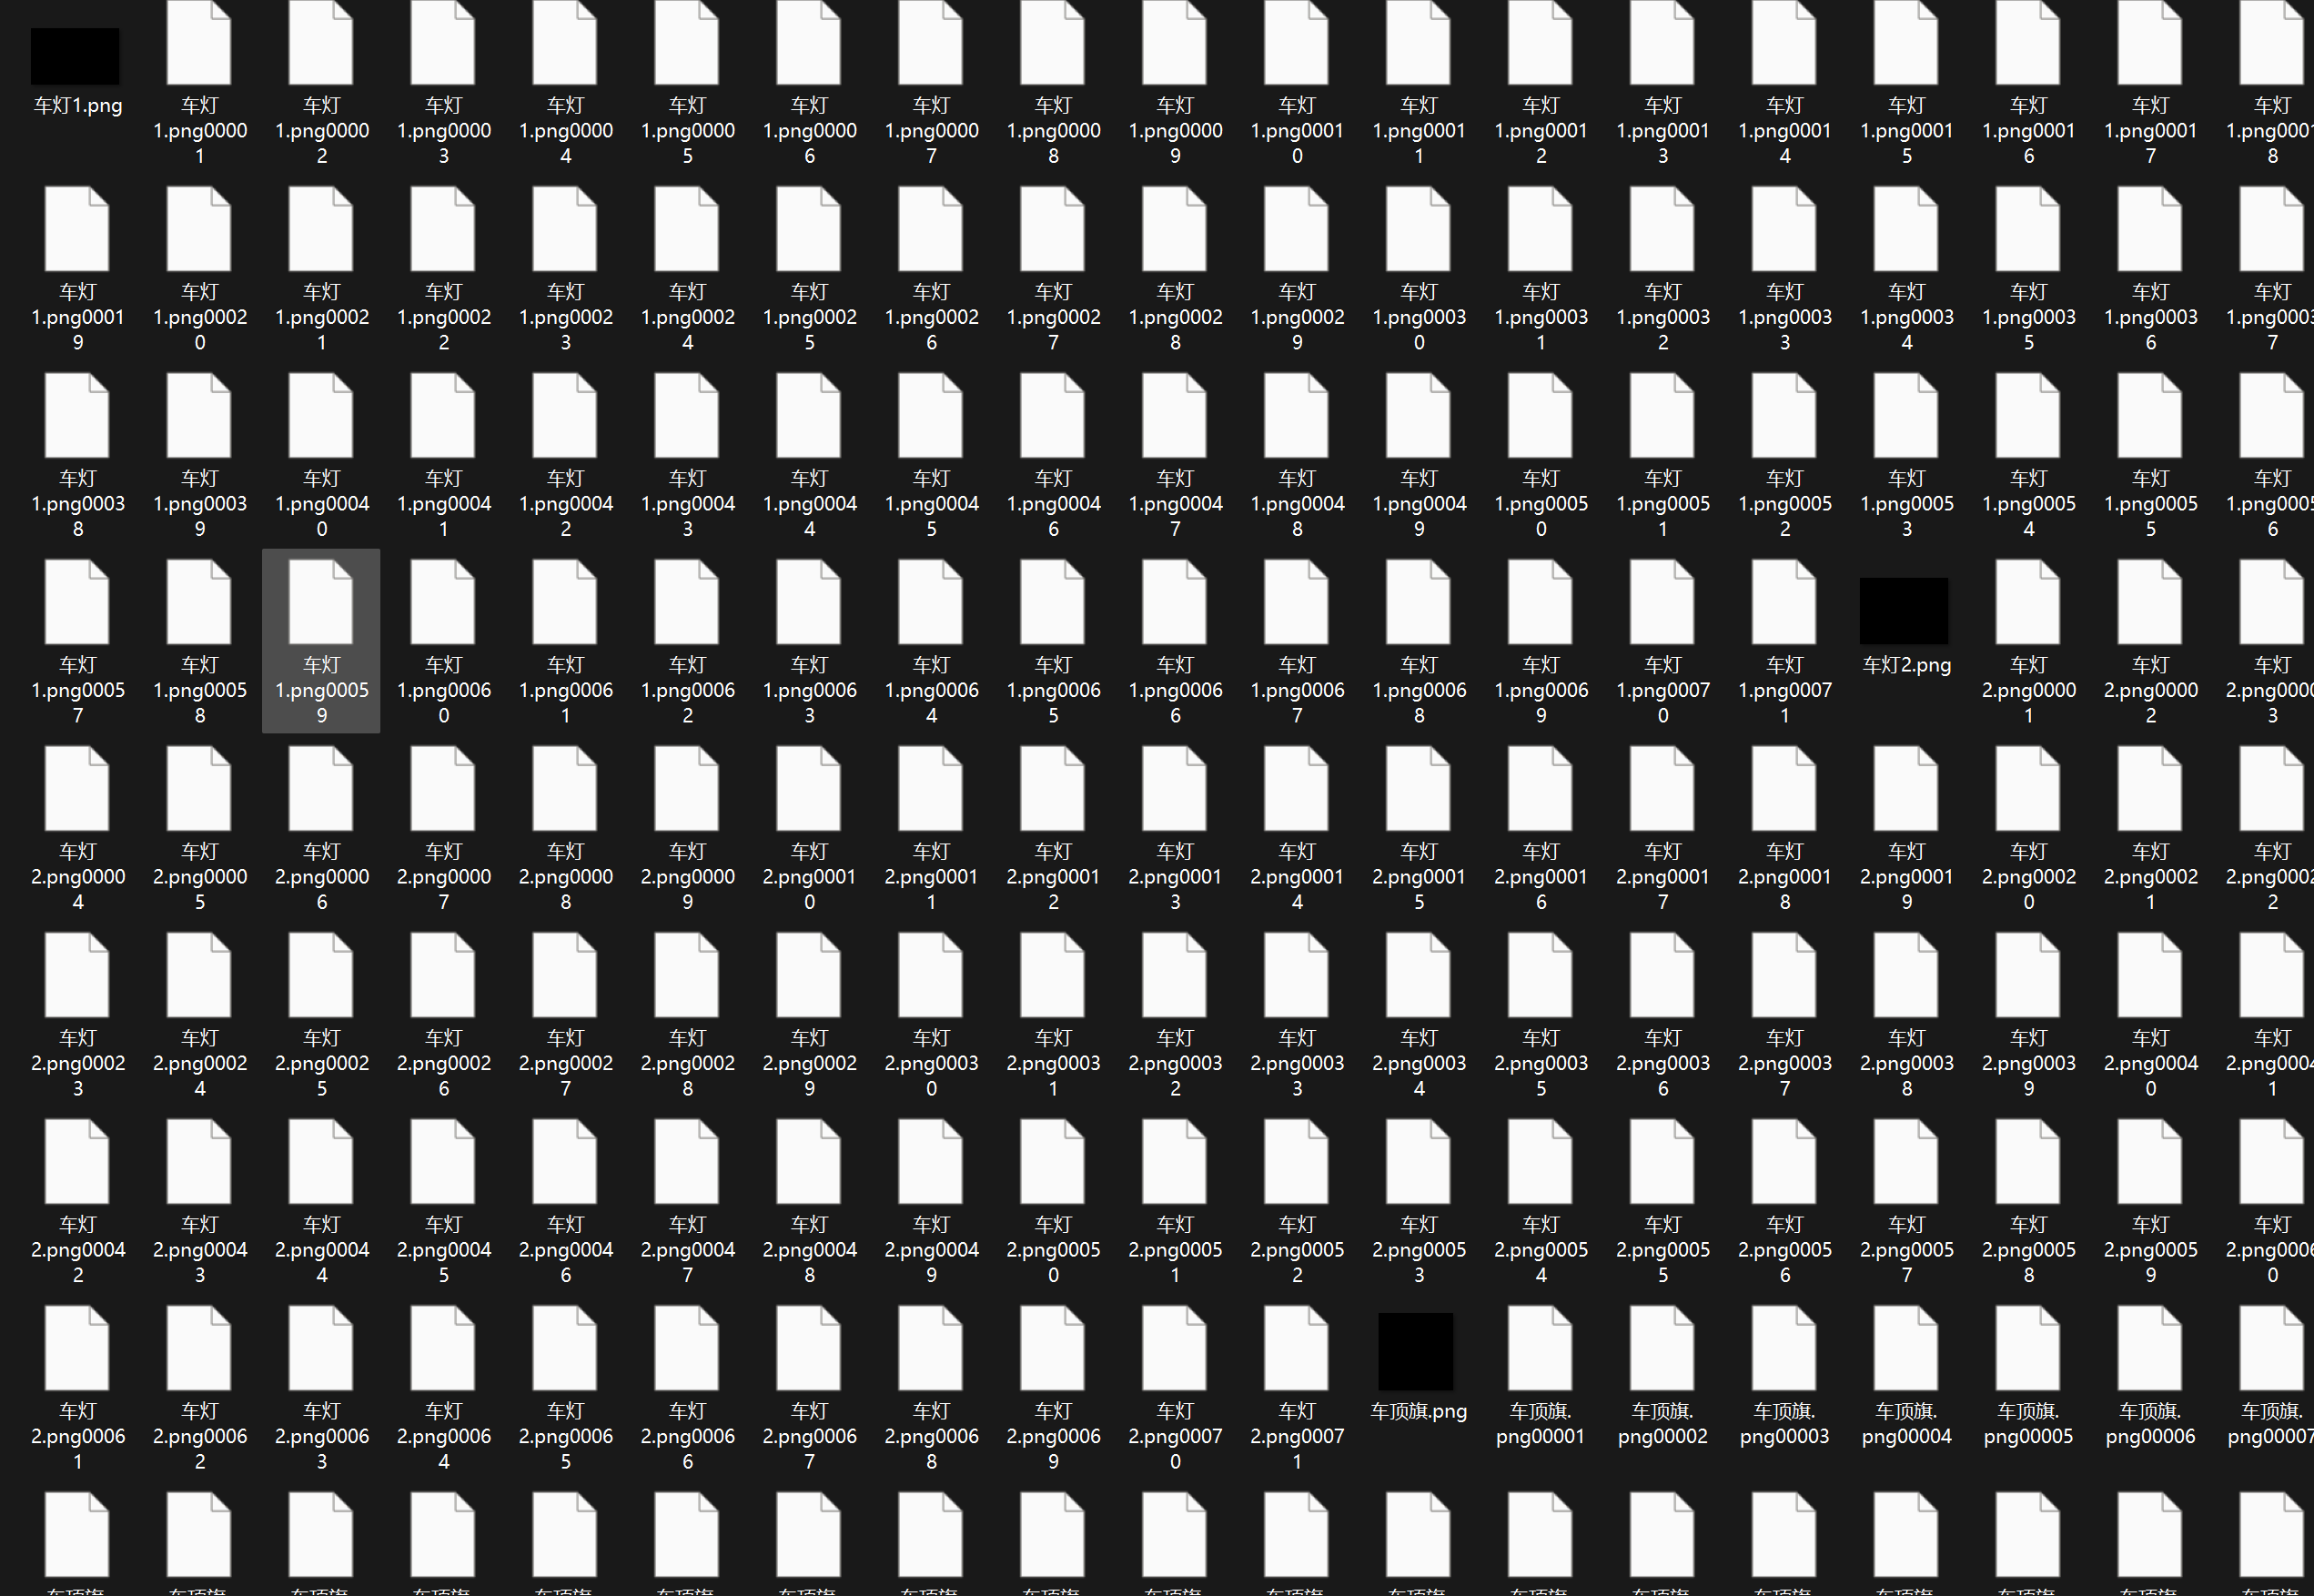 车灯1.png 车灯 车灯 车灯 车灯 车灯 车灯 车灯 车灯 车灯 车灯 车灯 车灯 车灯 车灯 车灯 车灯 车灯 车灯
1.png0000 1.png0000 1.png0000 1.png0000 1.png0000 1.png0000 1.png0000 1.png0000 1.png0000 1.png0001 1.png0001 1.png0001 1.png0001 1.png0001 1.png0001 1.png0001 1.png0001 1.png0001
1 2 3 4 5 6 7 8 9 0 1 2 3 4 5 6 7 8
车灯 车灯 车灯 车灯 车灯 车灯 车灯 车灯 车灯 车灯 车灯 车灯 车灯 车灯 车灯 车灯 车灯 车灯 车灯
1.png0001 1.png0002 1.png0002 1.png0002 1.png0002 1.png0002 1.png0002 1.png0002 1.png0002 1.png0002 1.png0002 1.png0003 1.png0003 1.png0003 1.png0003 1.png0003 1.png0003 1.png0003 1.png0003
9 0 1 2 3 4 5 6 7 8 9 0 1 2 3 4 5 6 7
车灯 车灯 车灯 车灯 车灯 车灯 车灯 车灯 车灯 车灯 车灯 车灯 车灯 车灯 车灯 车灯 车灯 车灯 车灯
1.png0003 1.png0003 1.png0004 1.png0004 1.png0004 1.png0004 1.png0004 1.png0004 1.png0004 1.png0004 1.png0004 1.png0004 1.png0005 1.png0005 1.png0005 1.png0005 1.png0005 1.png0005 1.png0005
8 9 0 1 2 3 4 5 6 7 8 9 0 1 2 3 4 5 6
车灯 车灯 车灯 车灯 车灯 车灯 车灯 车灯 车灯 车灯 车灯 车灯 车灯 车灯 车灯 车灯2.png 车灯 车灯 车灯
1.png0005 1.png0005 1.png0005 1.png0006 1.png0006 1.png0006 1.png0006 1.png0006 1.png0006 1.png0006 1.png0006 1.png0006 1.png0006 1.png0007 1.png0007 2.png0000 2.png0000 2.png0000
7 8 9 0 1 2 3 4 5 6 7 8 9 0 1 1 2 3
车灯 车灯 车灯 车灯 车灯 车灯 车灯 车灯 车灯 车灯 车灯 车灯 车灯 车灯 车灯 车灯 车灯 车灯 车灯
2.png0000 2.png0000 2.png0000 2.png0000 2.png0000 2.png0000 2.png0001 2.png0001 2.png0001 2.png0001 2.png0001 2.png0001 2.png0001 2.png0001 2.png0001 2.png0001 2.png0002 2.png0002 2.png0002
4 5 6 7 8 9 0 1 2 3 4 5 6 7 8 9 0 1 2
车灯 车灯 车灯 车灯 车灯 车灯 车灯 车灯 车灯 车灯 车灯 车灯 车灯 车灯 车灯 车灯 车灯 车灯 车灯
2.png0002 2.png0002 2.png0002 2.png0002 2.png0002 2.png0002 2.png0002 2.png0003 2.png0003 2.png0003 2.png0003 2.png0003 2.png0003 2.png0003 2.png0003 2.png0003 2.png0003 2.png0004 2.png0004
3 4 5 6 7 8 9 0 1 2 3 4 5 6 7 8 9 0 1
车灯 车灯 车灯 车灯 车灯 车灯 车灯 车灯 车灯 车灯 车灯 车灯 车灯 车灯 车灯 车灯 车灯 车灯 车灯
2.png0004 2.png0004 2.png0004 2.png0004 2.png0004 2.png0004 2.png0004 2.png0004 2.png0005 2.png0005 2.png0005 2.png0005 2.png0005 2.png0005 2.png0005 2.png0005 2.png0005 2.png0005 2.png0006
2 3 4 5 6 7 8 9 0 1 2 3 4 5 6 7 8 9 0
车灯 车灯 车灯 车灯 车灯 车灯 车灯 车灯 车灯 车灯 车灯 车顶旗.png 车顶旗. 车顶旗. 车顶旗. 车顶旗. 车顶旗. 车顶旗. 车顶旗.
2.png0006 2.png0006 2.png0006 2.png0006 2.png0006 2.png0006 2.png0006 2.png0006 2.png0006 2.png0007 2.png0007 png00001 png00002 png00003 png00004 png00005 png00006 png00007
1 2 3 4 5 6 7 8 9 0 1